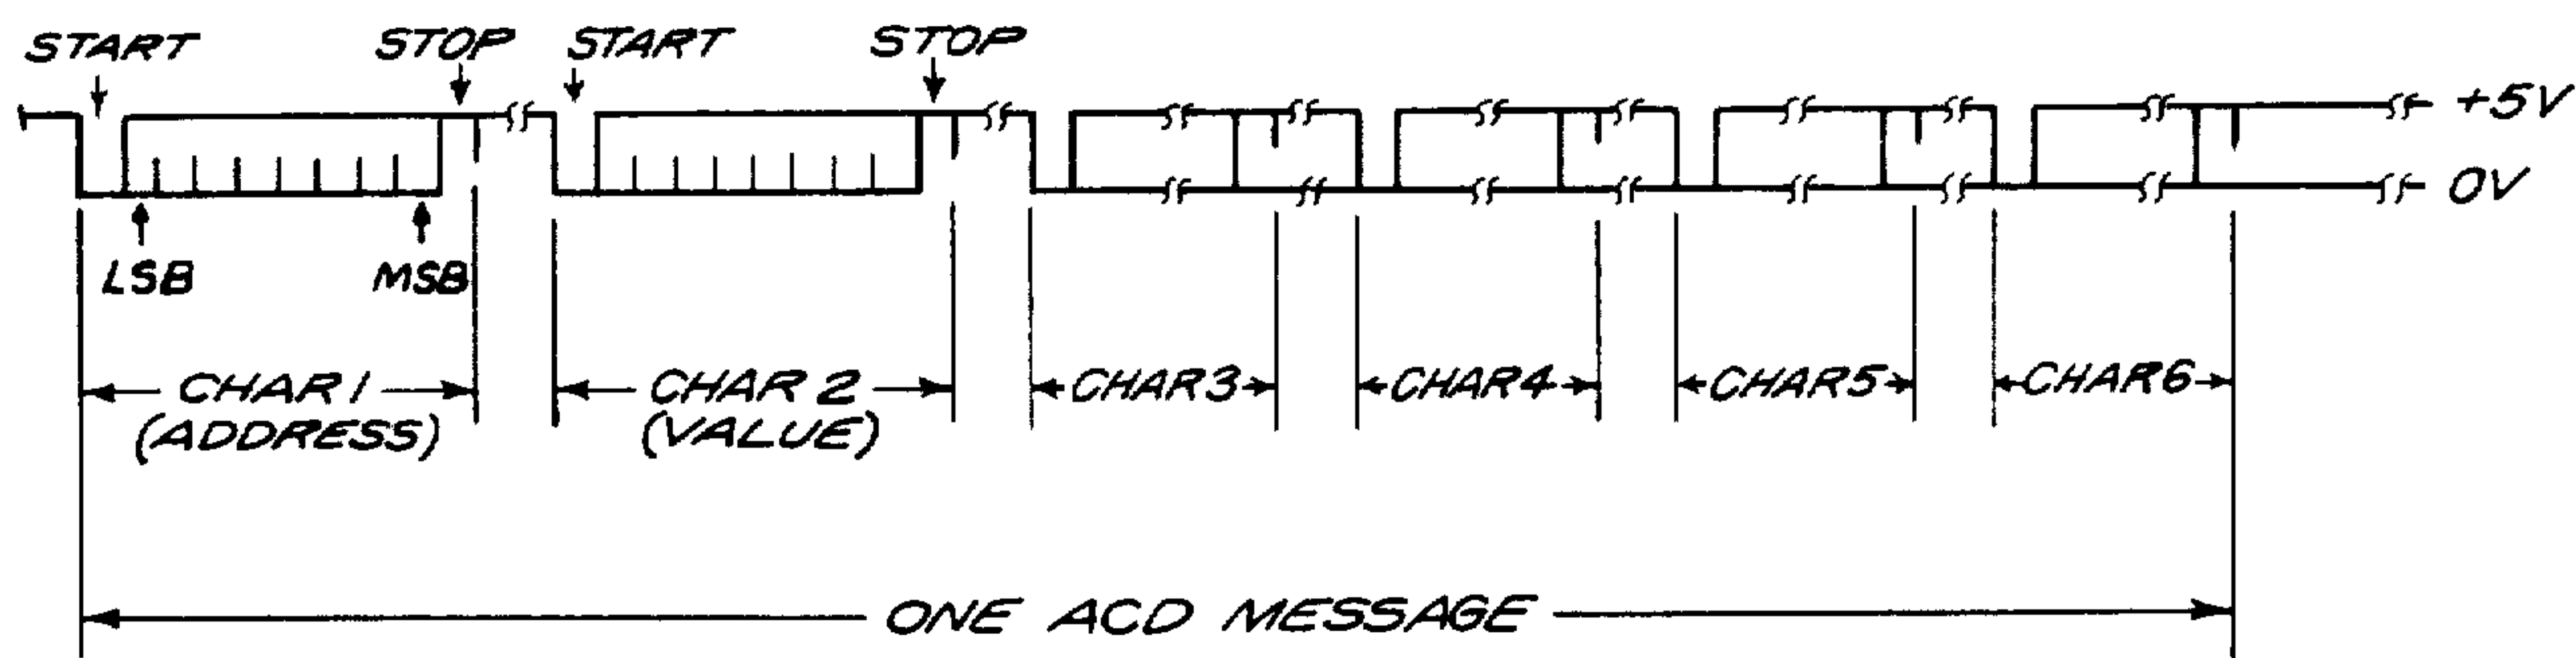 START STOP START STOP
+5V
0V
LSB MSB
CHAR 1 CHAR 2 CHAR3 CHAR4 CHAR5 CHAR6
(ADDRESS) (VALUE)
ONE ACD MESSAGE